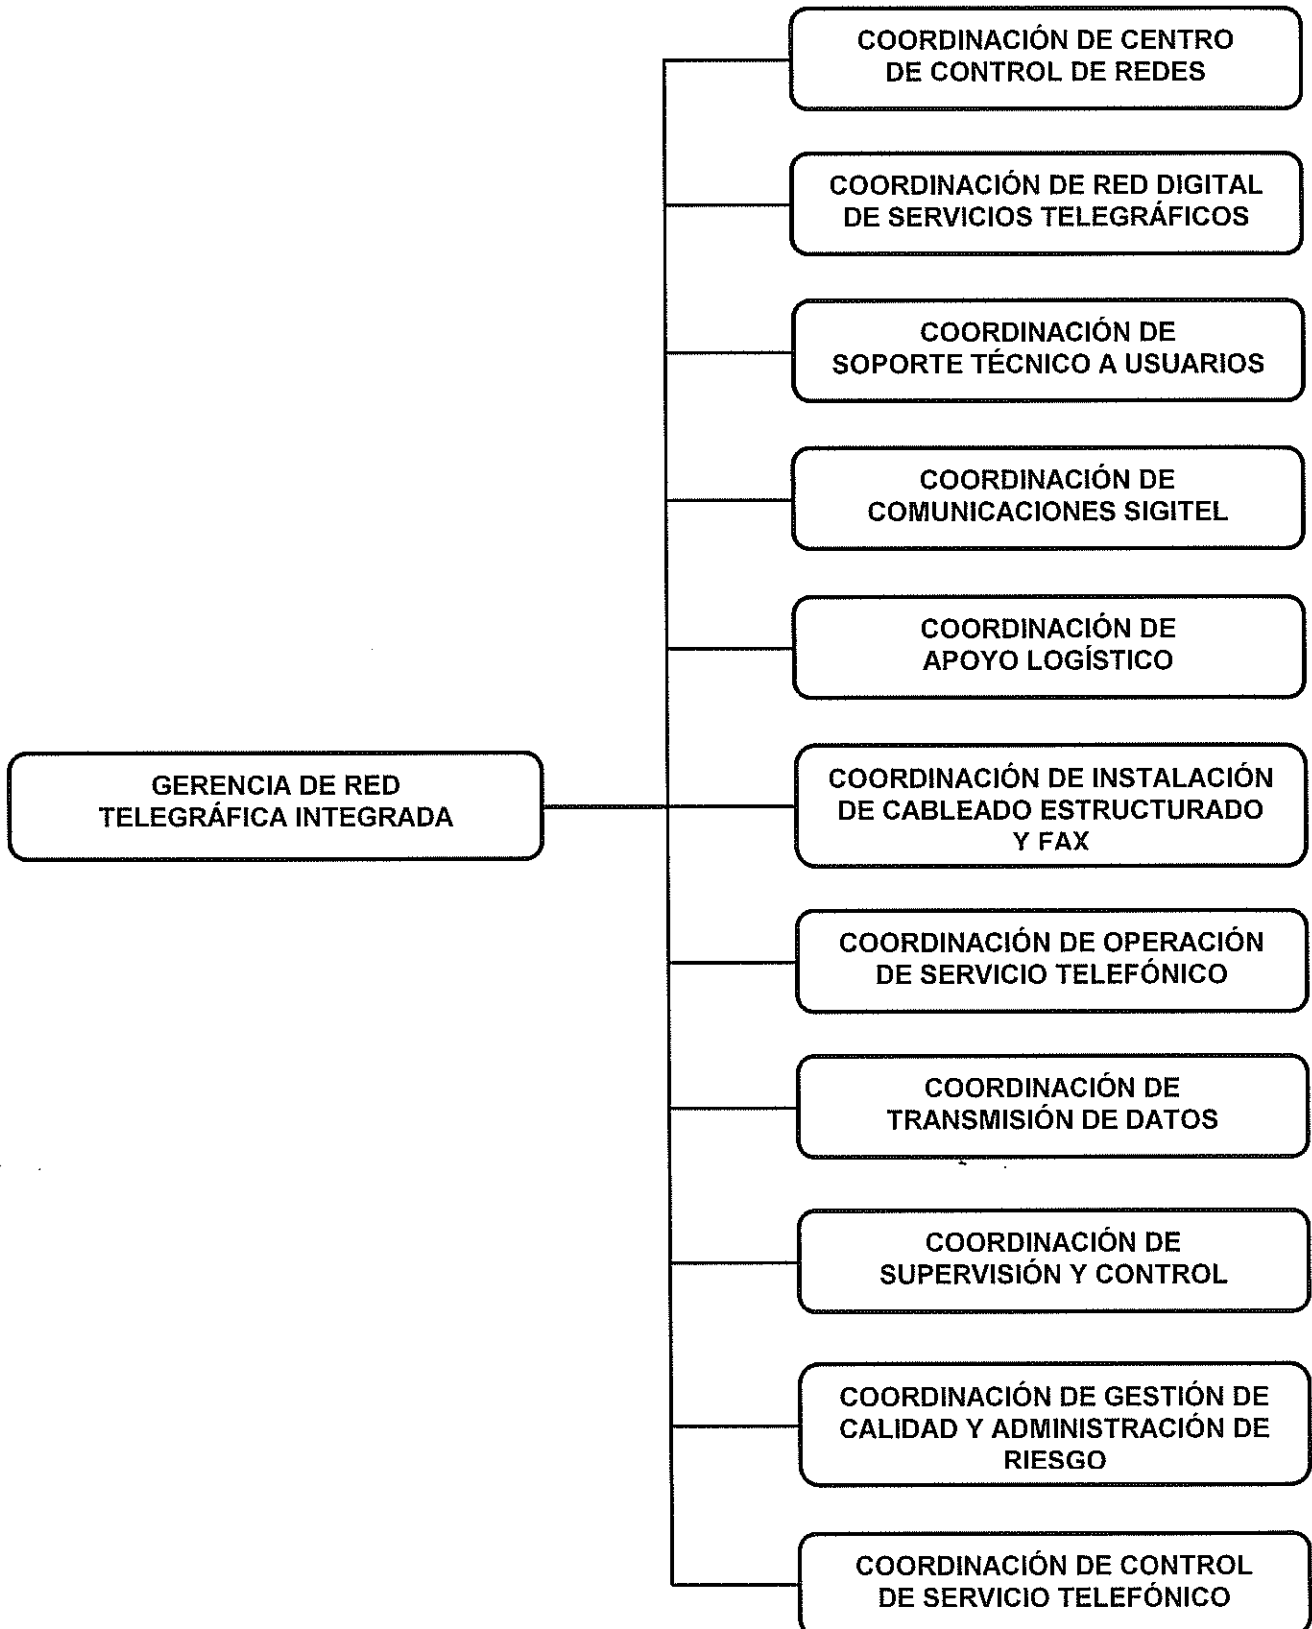 COORDINACIÓN DE CENTRO
DE CONTROL DE REDES
COORDINACIÓN DE RED DIGITAL
DE SERVICIOS TELEGRÁFICOS
COORDINACIÓN DE
SOPORTE TÉCNICO A USUARIOS
COORDINACIÓN DE
COMUNICACIONES SIGITEL
COORDINACIÓN DE
APOYO LOGÍSTICO
GERENCIA DE RED
TELEGRÁFICA INTEGRADA
COORDINACIÓN DE INSTALACIÓN
DE CABLEADO ESTRUCTURADO
Y FAX
COORDINACIÓN DE OPERACIÓN
DE SERVICIO TELEFÓNICO
COORDINACIÓN DE
TRANSMISIÓN DE DATOS
COORDINACIÓN DE
SUPERVISIÓN Y CONTROL
COORDINACIÓN DE GESTIÓN DE
CALIDAD Y ADMINISTRACIÓN DE
RIESGO
COORDINACIÓN DE CONTROL
DE SERVICIO TELEFÓNICO